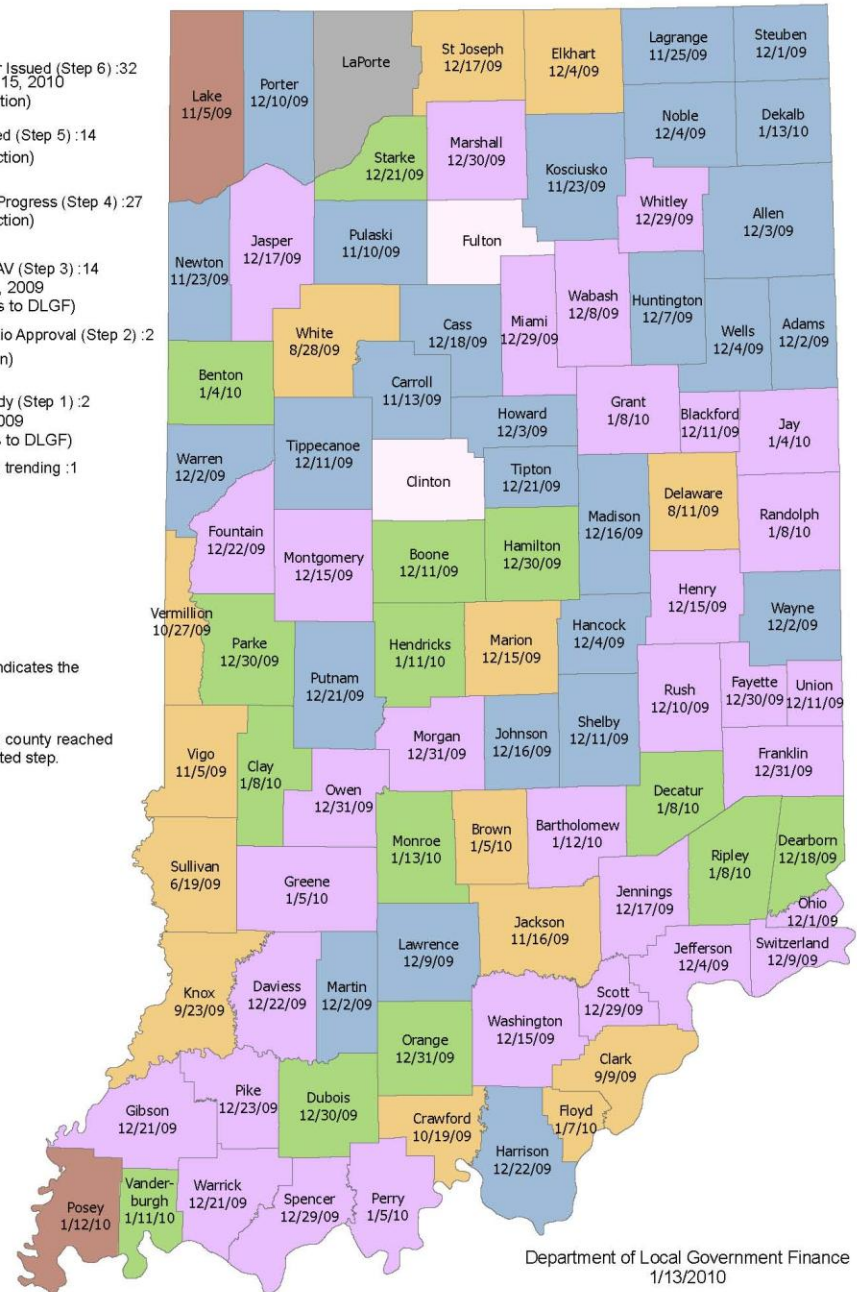 r Issued (Step 6) :32
15, 2010
tion)
ed (Step 5) :14
ction)
Progress (Step 4) :27
ction)
AV (Step 3) :14
, 2009
s to DLGF)
io Approval (Step 2) :2
n)
dy (Step 1) :2
009
s to DLGF)
trending :1
ndicates the
county reached
ted step.
Lake
11/5/09
Porter
12/10/09
LaPorte
St Joseph
12/17/09
Elkhart
12/4/09
Lagrange
11/25/09
Steuben
12/1/09
Noble
12/4/09
Dekalb
1/13/10
Starke
12/21/09
Marshall
12/30/09
Kosciusko
11/23/09
Whitley
12/29/09
Allen
12/3/09
Newton
11/23/09
Jasper
12/17/09
Pulaski
11/10/09
Fulton
White
8/28/09
Cass
12/18/09
Miami
12/29/09
Wabash
12/8/09
Huntington
12/7/09
Wells
12/4/09
Adams
12/2/09
Benton
1/4/10
Carroll
11/13/09
Howard
12/3/09
Grant
1/8/10
Blackford
12/11/09
Jay
1/4/10
Warren
12/2/09
Tippecanoe
12/11/09
Clinton
Tipton
12/21/09
Madison
12/16/09
Delaware
8/11/09
Randolph
1/8/10
Fountain
12/22/09
Montgomery
12/15/09
Boone
12/11/09
Hamilton
12/30/09
Henry
12/15/09
Wayne
12/2/09
Vermillion
10/27/09
Parke
12/30/09
Putnam
12/21/09
Hendricks
1/11/10
Marion
12/15/09
Hancock
12/4/09
Rush
12/10/09
Fayette
12/30/09
Union
12/11/09
Vigo
11/5/09
Clay
1/8/10
Owen
12/31/09
Morgan
12/31/09
Johnson
12/16/09
Shelby
12/11/09
Franklin
12/31/09
Decatur
1/8/10
Sullivan
6/19/09
Greene
1/5/10
Monroe
1/13/10
Brown
1/5/10
Bartholomew
1/12/10
Ripley
1/8/10
Dearborn
12/18/09
Jennings
12/17/09
Ohio
12/1/09
Jackson
11/16/09
Lawrence
12/9/09
Jefferson
12/4/09
Switzerland
12/9/09
Knox
9/23/09
Daviess
12/22/09
Martin
12/2/09
Scott
12/29/09
Washington
12/15/09
Orange
12/31/09
Clark
9/9/09
Gibson
12/21/09
Pike
12/23/09
Dubois
12/30/09
Crawford
10/19/09
Floyd
1/7/10
Harrison
12/22/09
Posey
1/12/10
Vander-
burgh
1/11/10
Warrick
12/21/09
Spencer
12/29/09
Perry
1/5/10
Department of Local Government Finance
1/13/2010